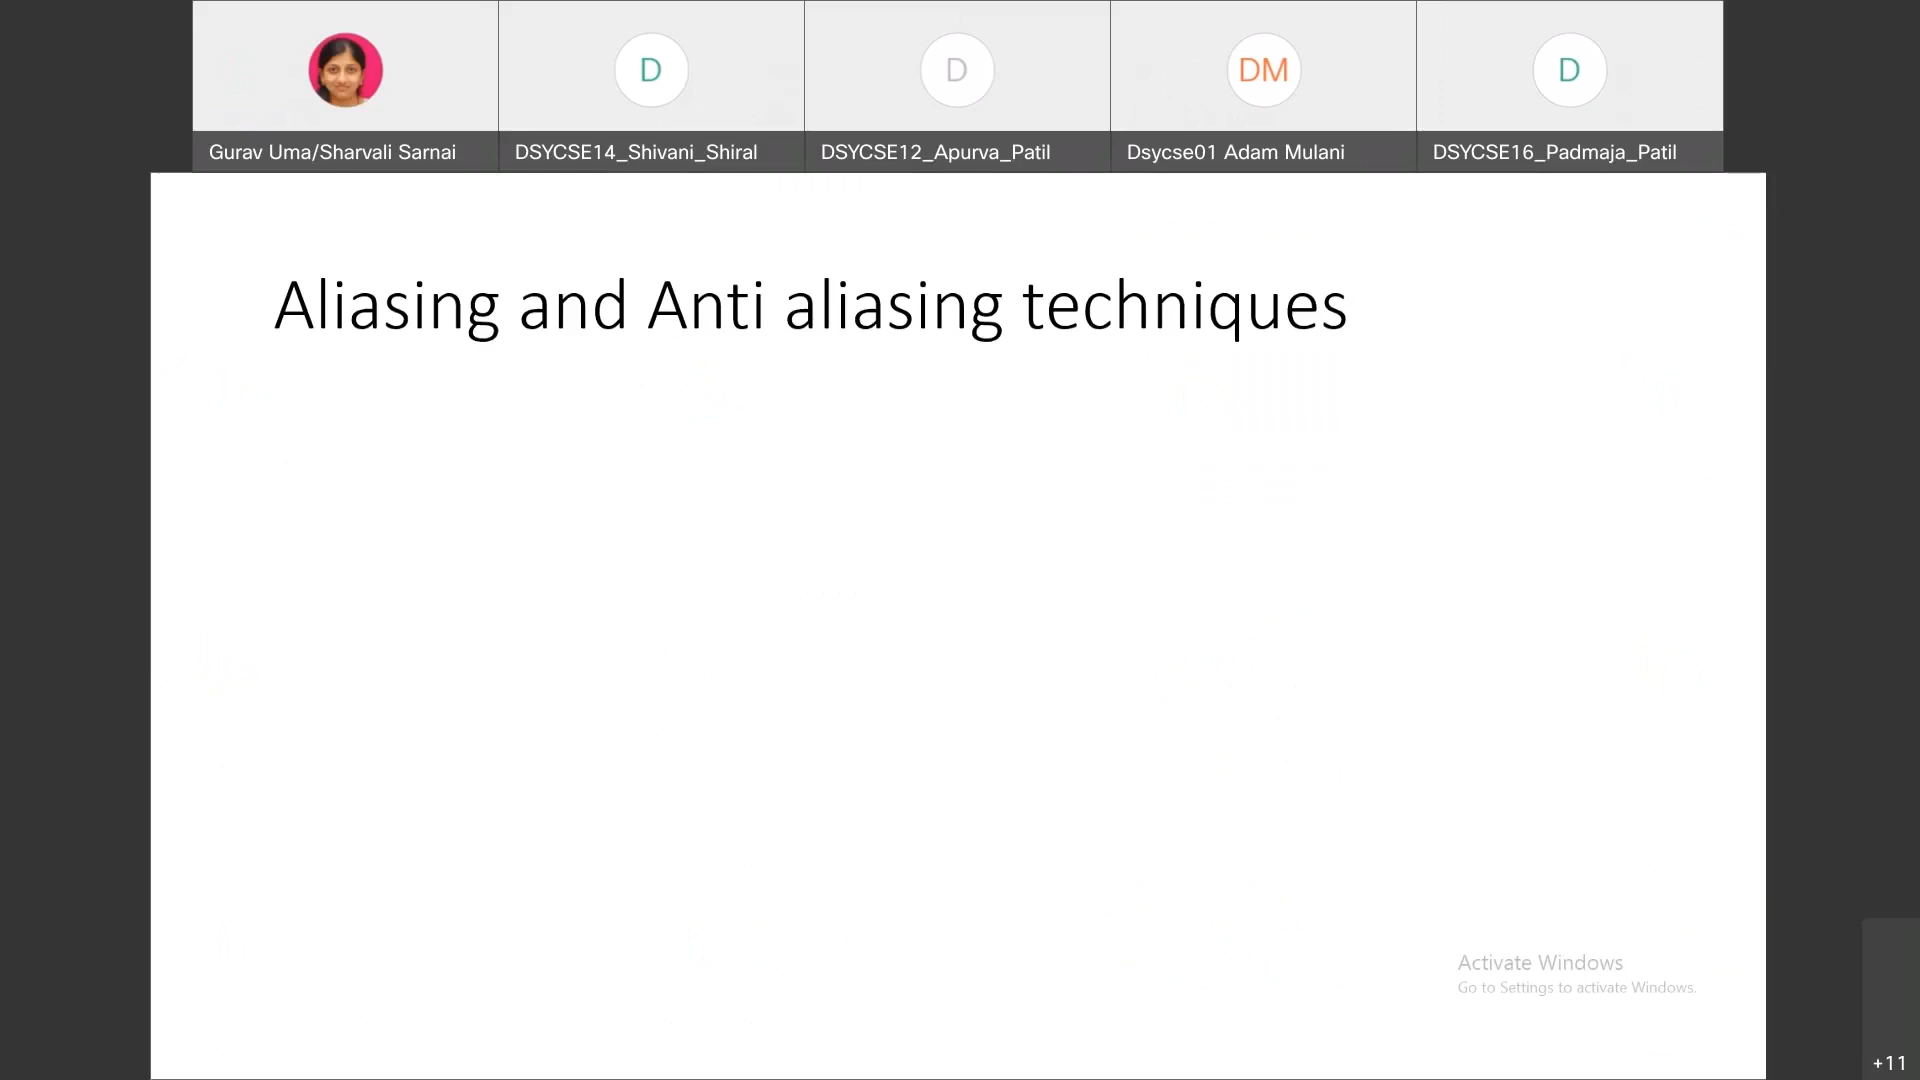 D
D
DM
D
Gurav Uma/Sharvali Sarnai
DSYCSE14_Shivani_Shiral
DSYCSE12_Apurva_Patil
Dsycse01 Adam Mulani
DSYCSE16_Padmaja_Patil
Aliasing and Anti aliasing techniques
Activate Windows
Go to Settings to activate Windows.
+11